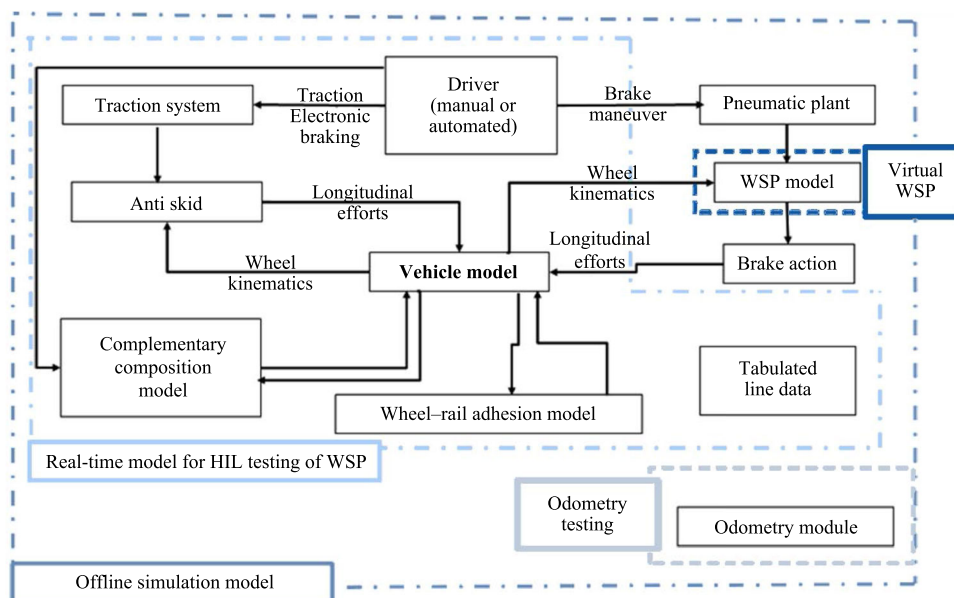 Driver
(manual or
automated)
Traction system
Traction
Electronic
braking
Brake
maneuver
Pneumatic plant
Virtual
WSP
WSP model
Wheel
kinematics
Anti skid
Longitudinal
efforts
Longitudinal
efforts
Brake action
Wheel
kinematics
Vehicle model
Complementary
composition
model
Tabulated
line data
Wheel–rail adhesion model
Real-time model for HIL testing of WSP
Odometry
testing
Odometry module
Offline simulation model